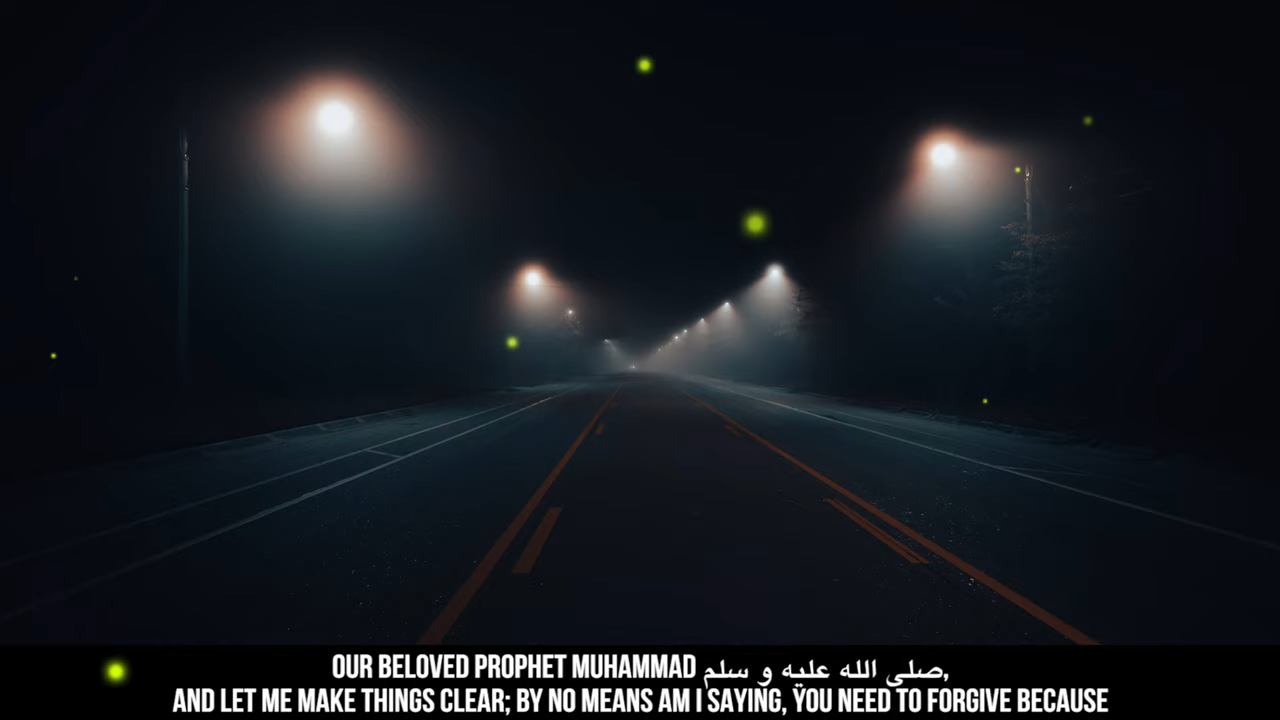 OUR BELOVED PROPHET MUHAMMAD صلى الله عليه و سلم,
AND LET ME MAKE THINGS CLEAR; BY NO MEANS AM I SAYING, YOU NEED TO FORGIVE BECAUSE